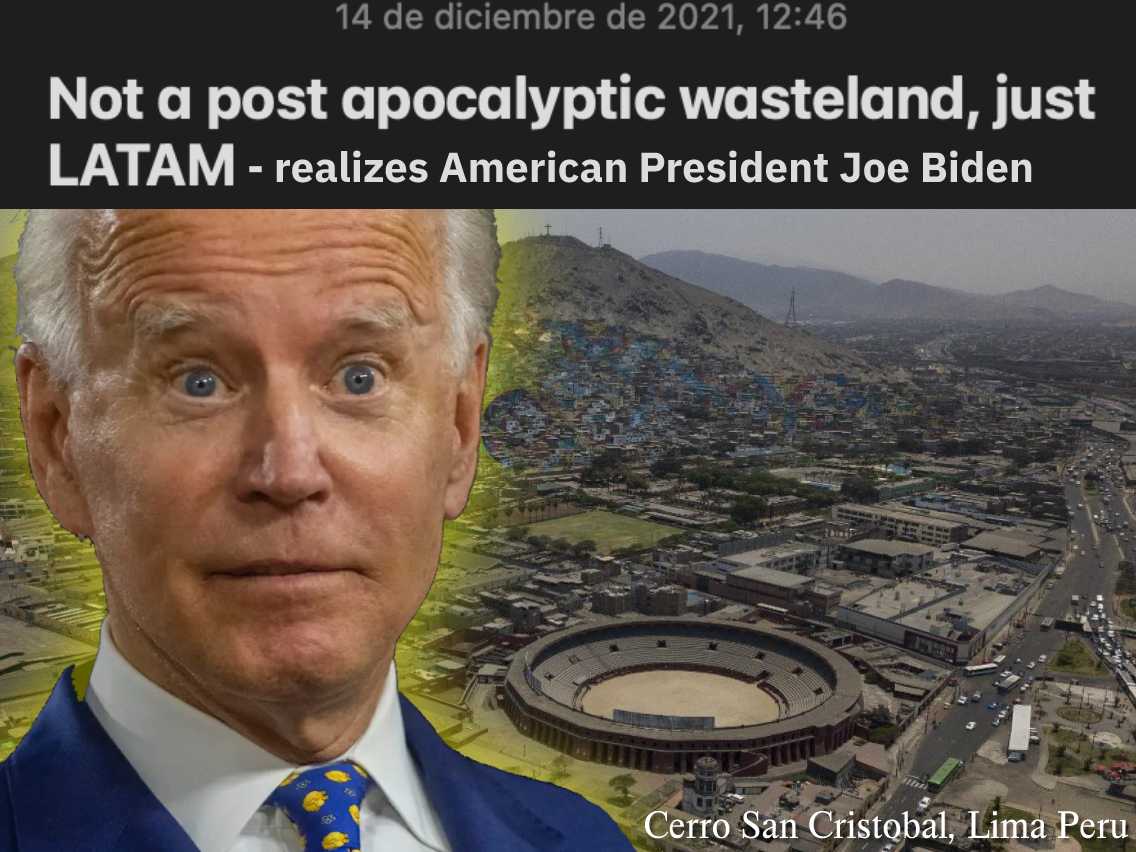 14 de diciembre de 2021, 12:46
Not a post apocalyptic wasteland, just
LATAM - realizes American President Joe Biden
Cerro San Cristobal, Lima Peru